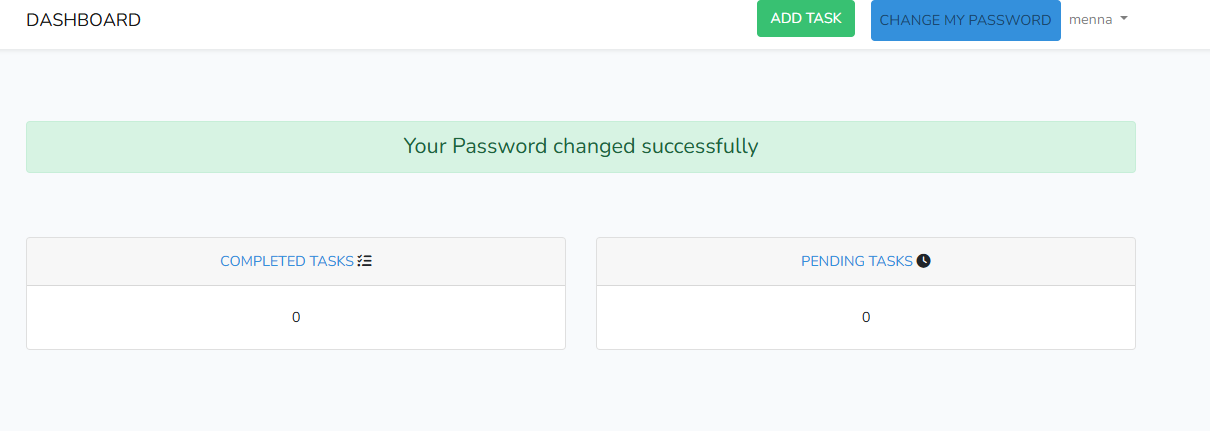 DASHBOARD
ADD TASK
CHANGE MY PASSWORD
menna
Your Password changed successfully
COMPLETED TASKS
PENDING TASKS
0
0